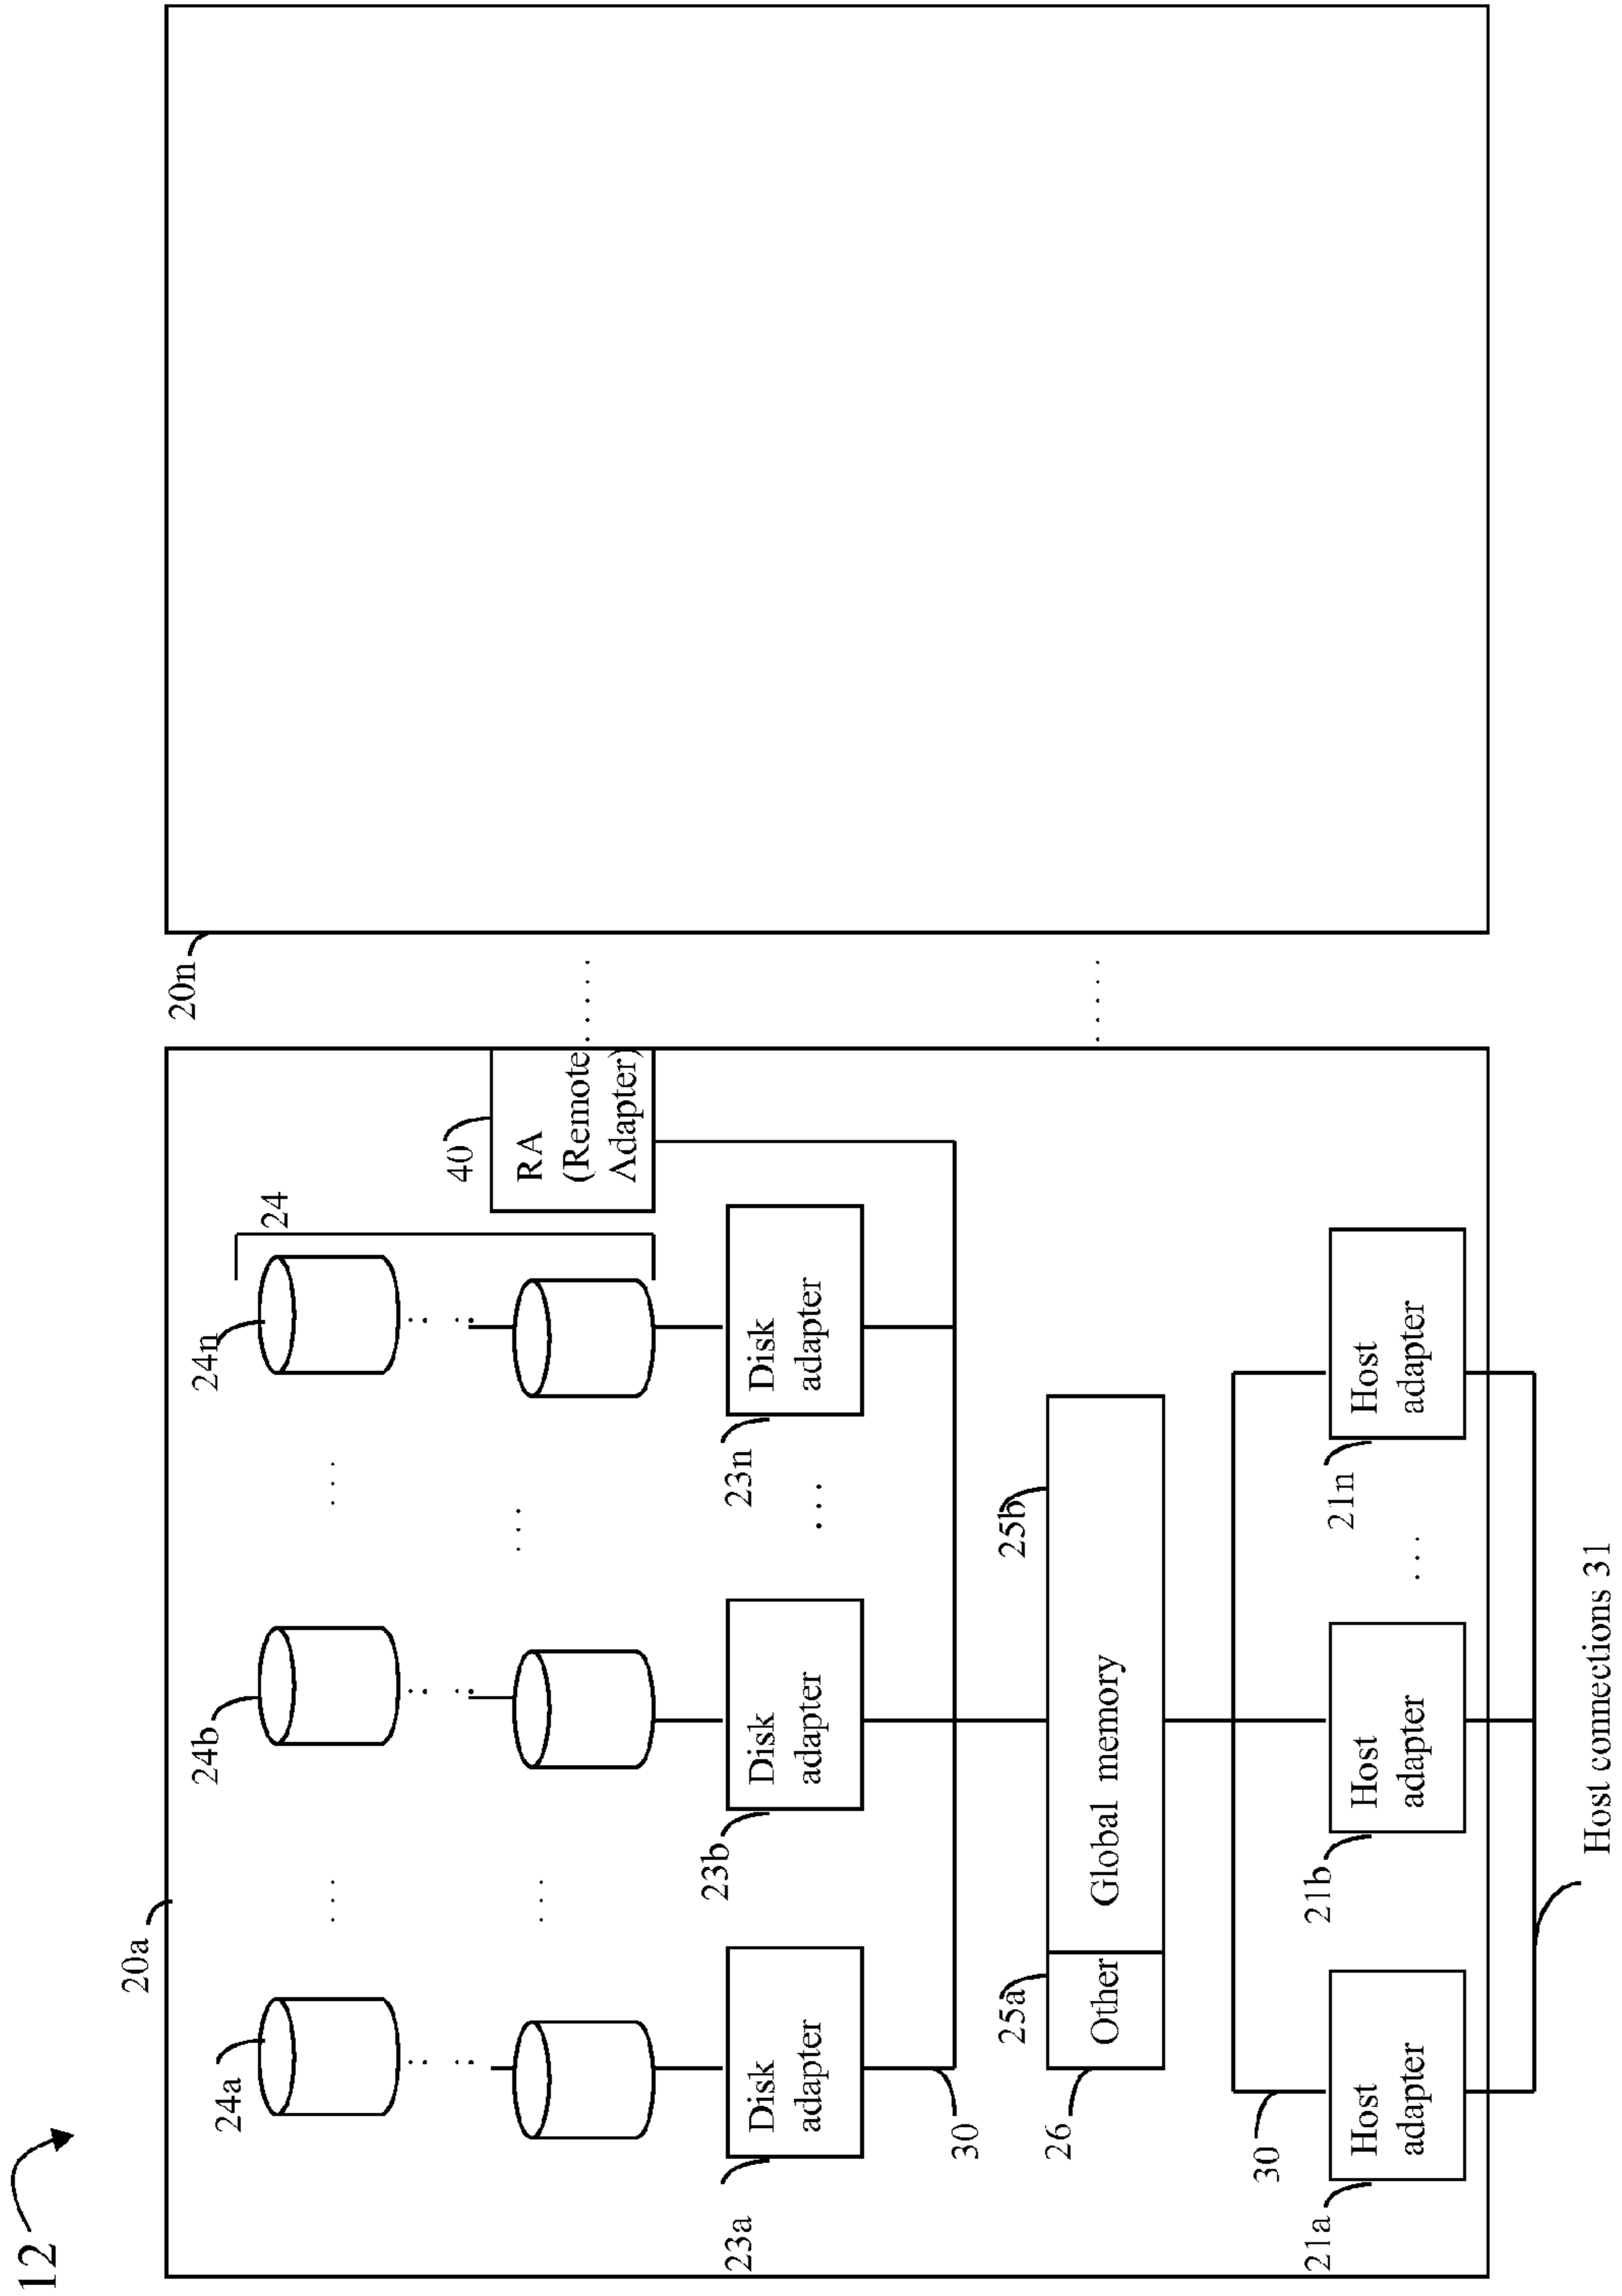 12
20a
20n
24a
24b
24n
24
40
RA
(Remote
Adapter)
Disk
adapter
Disk
adapter
Disk
adapter
23a
23b
23n
30
25a
25b
26
Other
Global memory
30
Host
adapter
Host
adapter
Host
adapter
21a
21b
21n
Host connections 31